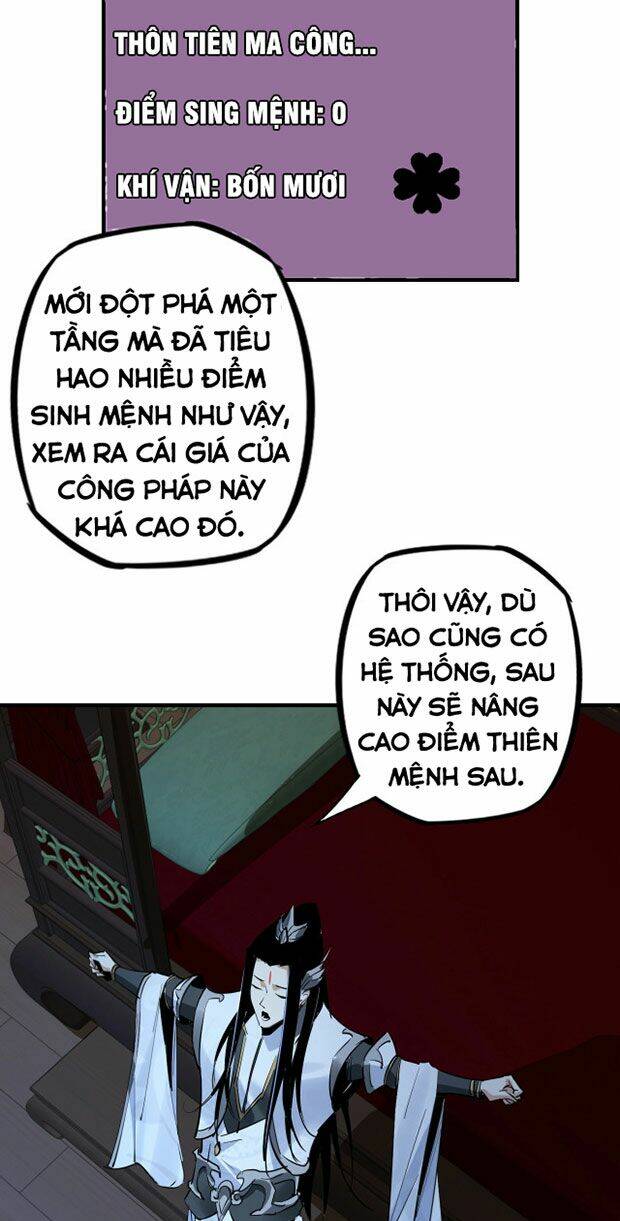 THÔN TIÊN MA CÔNG...
ĐIỂM SING MỆNH: 0
KHÍ VẬN: BỐN MƯƠI
MỚI ĐỘT PHÁ MỘT
TẦNG MÀ ĐÃ TIÊU
HAO NHIỀU ĐIỂM
SINH MỆNH NHƯ VẬY,
XEM RA CÁI GIÁ CỦA
CÔNG PHÁP NÀY
KHÁ CAO ĐÓ.
THÔI VẬY, DÙ
SAO CŨNG CÓ
HỆ THỐNG, SAU
NÀY SẼ NÂNG
CAO ĐIỂM THIÊN
MỆNH SAU.